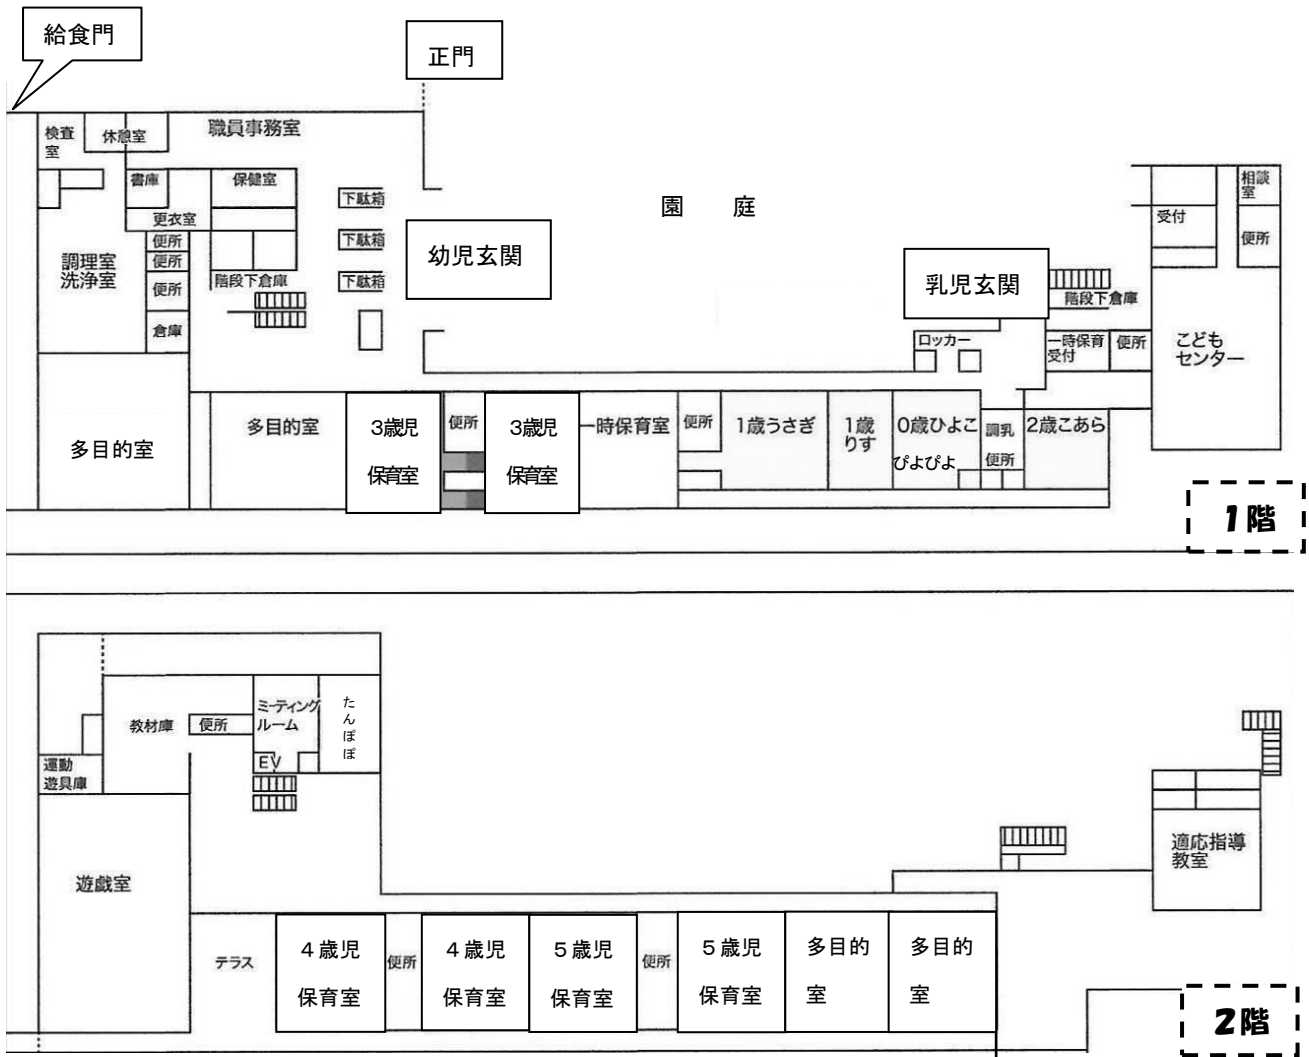 給食門
正門
検査
室
休憩室
職員事務室
書庫
保健室
下駄箱
更衣室
便所
便所
下駄箱
幼児玄関
園　庭
調理室
洗浄室
便所
階段下倉庫
下駄箱
倉庫
乳児玄関
階段下倉庫
受付
相談
室
便所
ロッカー
一時保育
受付
便所
こども
センター
多目的室
多目的室
3歳児
保育室
便所
3歳児
保育室
一時保育室
便所
1歳うさぎ
1歳
りす
0歳ひよこ
ぴよぴよ
調乳
便所
2歳こあら
1階
教材庫
便所
ミーティング
ルーム
EV
たんぽぽ
運動
遊具庫
遊戯室
テラス
４歳児
保育室
便所
４歳児
保育室
５歳児
保育室
便所
５歳児
保育室
多目的
室
多目的
室
適応指導
教室
2階